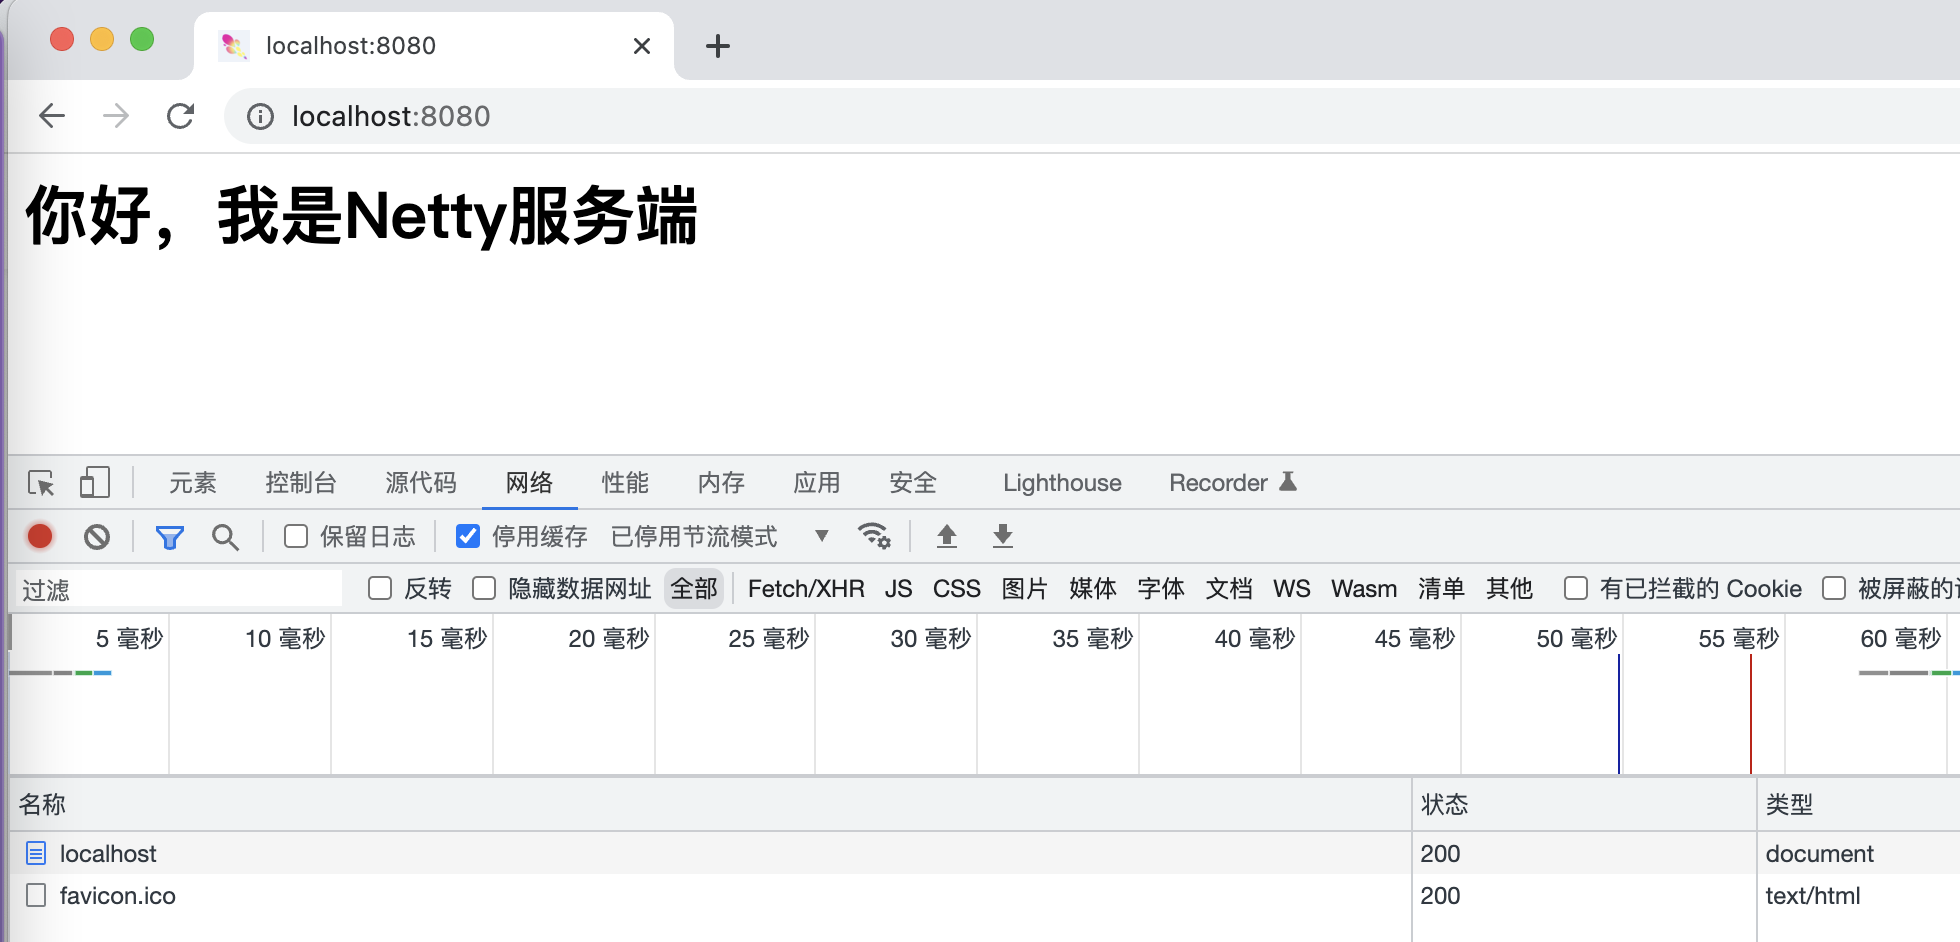 localhost:8080
localhost:8080
你好，我是Netty服务端
元素 控制台 源代码 网络 性能 内存 应用 安全 Lighthouse Recorder
保留日志 停用缓存 已停用节流模式
过滤 反转 隐藏数据网址 全部 Fetch/XHR JS CSS 图片 媒体 字体 文档 WS Wasm 清单 其他 有已拦截的 Cookie 被屏蔽的
5 毫秒 10 毫秒 15 毫秒 20 毫秒 25 毫秒 30 毫秒 35 毫秒 40 毫秒 45 毫秒 50 毫秒 55 毫秒 60 毫秒
名称 状态 类型
localhost 200 document
favicon.ico 200 text/html